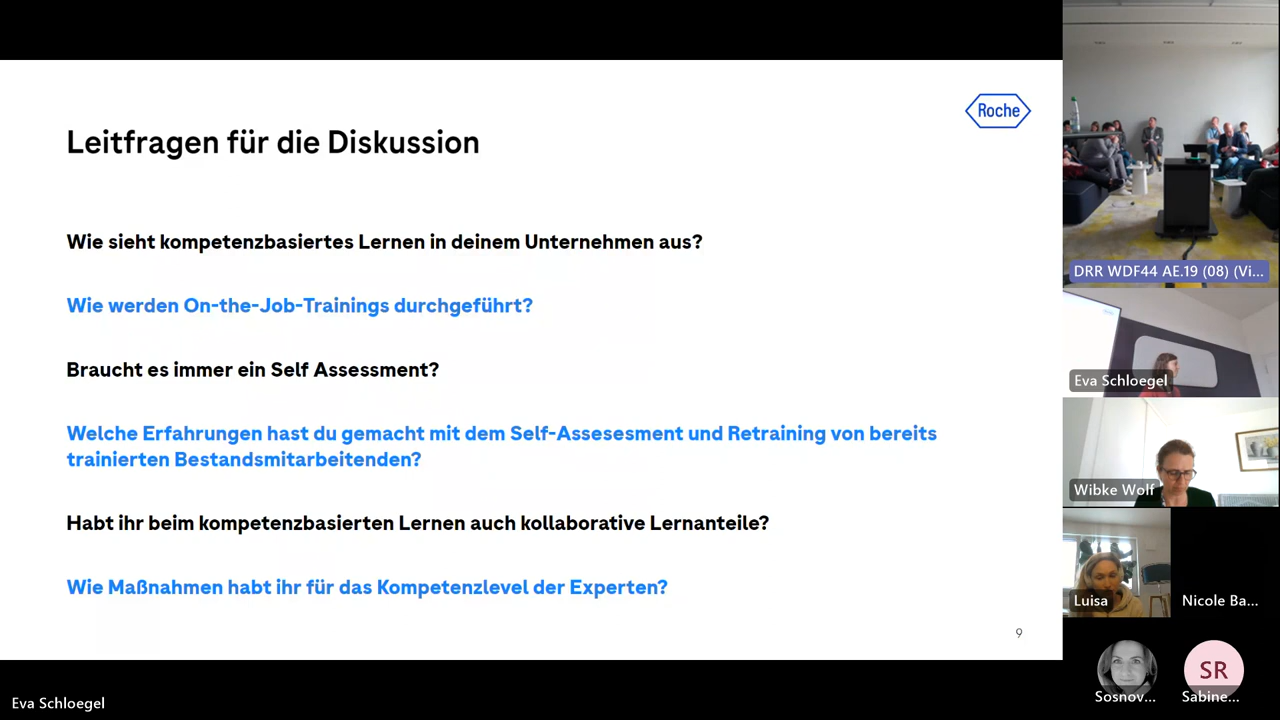 Roche
Leitfragen für die Diskussion
Wie sieht kompetenzbasiertes Lernen in deinem Unternehmen aus?
Wie werden On-the-Job-Trainings durchgeführt?
Braucht es immer ein Self Assessment?
Welche Erfahrungen hast du gemacht mit dem Self-Assesesment und Retraining von bereits
trainierten Bestandsmitarbeitenden?
Habt ihr beim kompetenzbasierten Lernen auch kollaborative Lernanteile?
Wie Maßnahmen habt ihr für das Kompetenzlevel der Experten?
9
Eva Schloegel
DRR WDF44 AE.19 (08) (Vi...
Eva Schloegel
Wibke Wolf
Luisa
Nicole Ba...
Sosnov...
SR
Sabine...